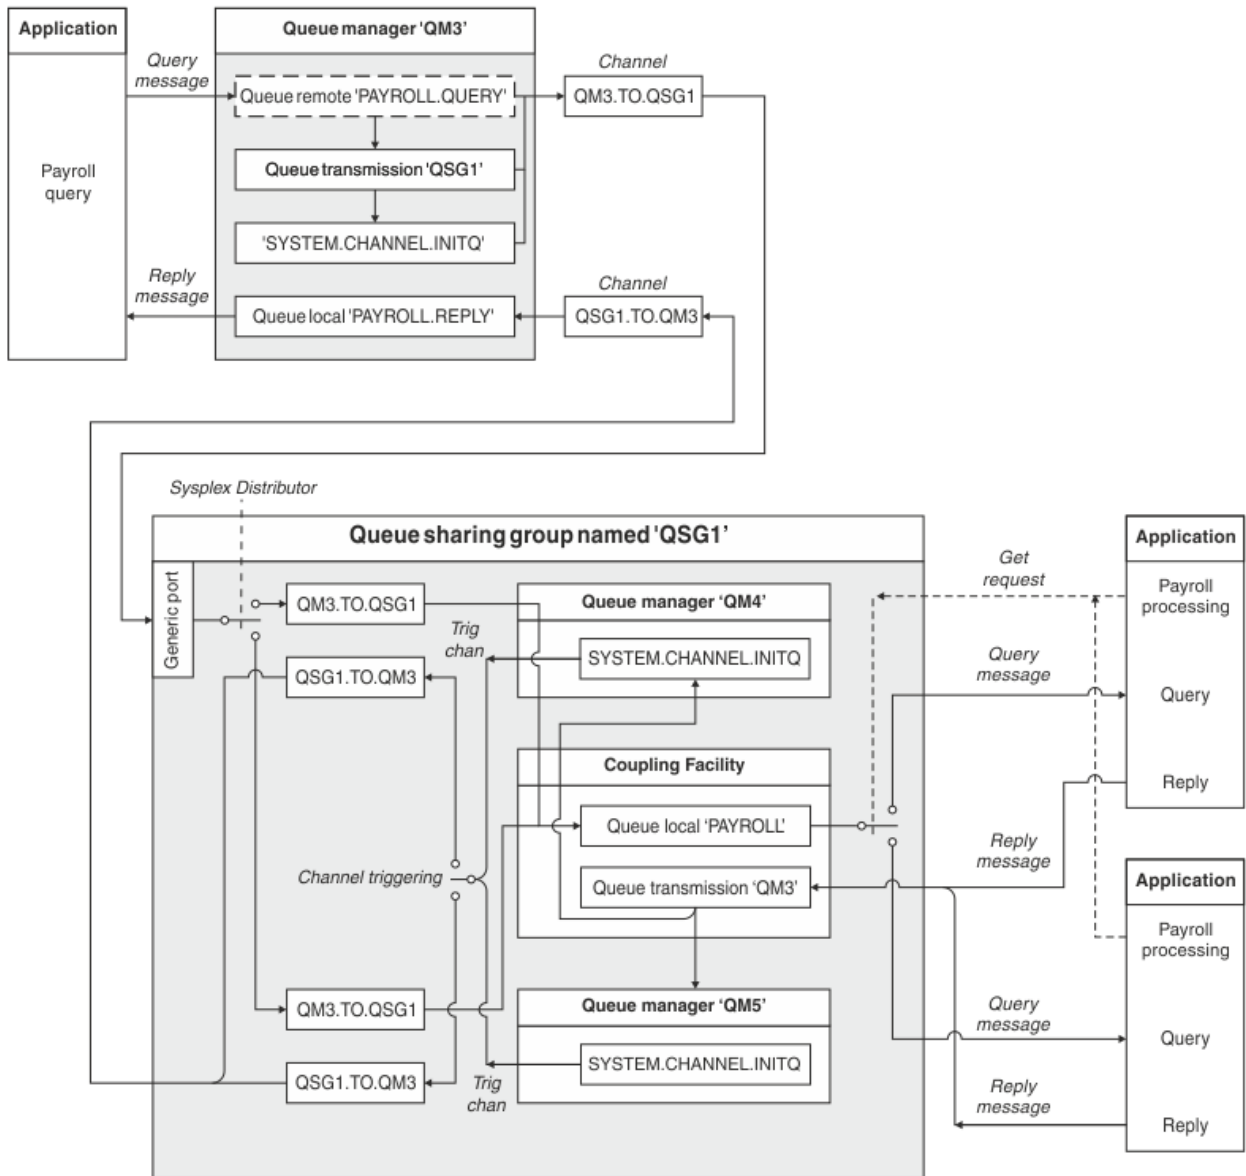 Application
Queue manager 'QM3'
Query
message
Channel
Queue remote 'PAYROLL.QUERY'
QM3.TO.QSG1
Payroll
query
Queue transmission 'QSG1'
'SYSTEM.CHANNEL.INITQ'
Reply
message
Channel
Queue local 'PAYROLL.REPLY'
QSG1.TO.QM3
Sysplex Distributor
Queue sharing group named 'QSG1'
Generic port
QM3.TO.QSG1
QSG1.TO.QM3
Trig
chan
Queue manager ‘QM4’
SYSTEM.CHANNEL.INITQ
Coupling Facility
Queue local ‘PAYROLL’
Queue transmission ‘QM3’
Channel triggering
QM3.TO.QSG1
QSG1.TO.QM3
Trig
chan
Queue manager ‘QM5’
SYSTEM.CHANNEL.INITQ
Get
request
Query
message
Reply
message
Application
Payroll
processing
Query
Reply
Query
message
Reply
message
Application
Payroll
processing
Query
Reply